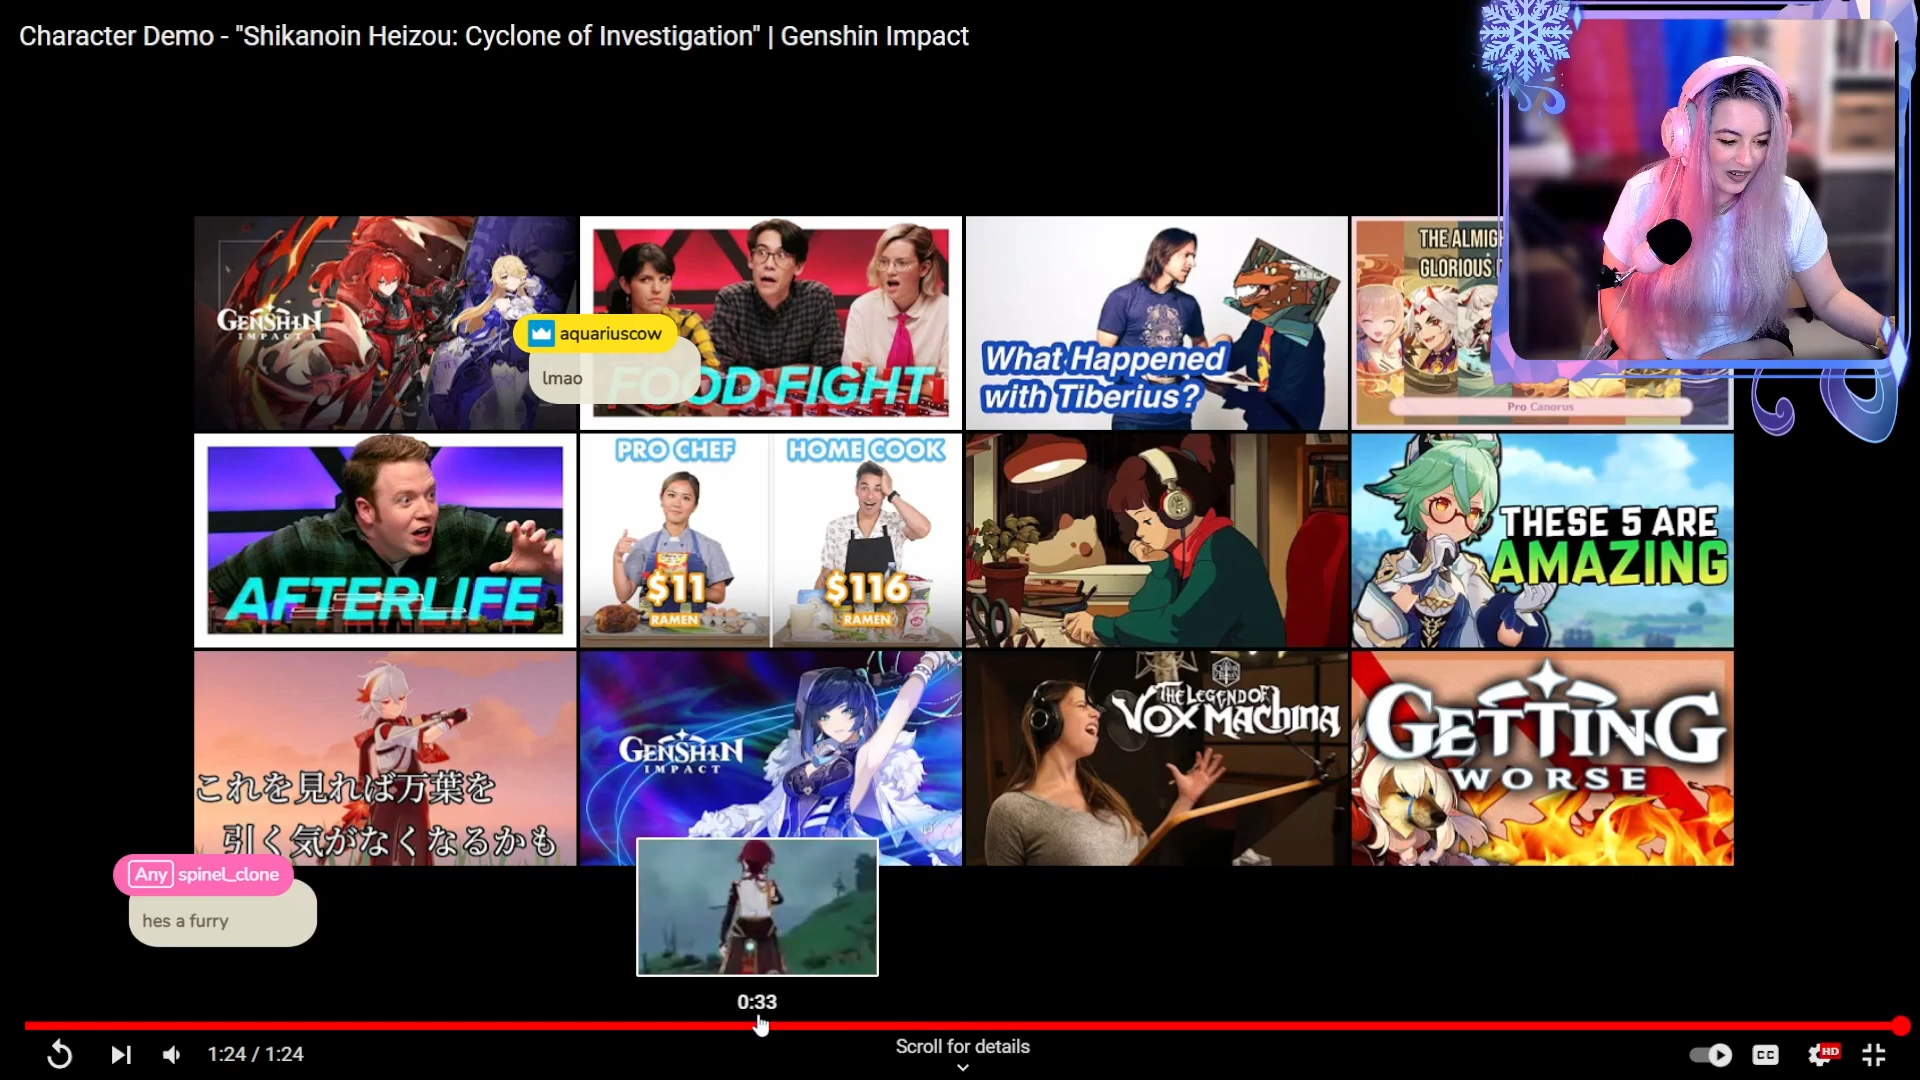 Character Demo - "Shikanoin Heizou: Cyclone of Investigation" | Genshin Impact
GENSHIN
IMPACT
aquariuscow
lmao
FOOD FIGHT
What Happened
with Tiberius?
THE ALMIG
GLORIOUS
Pro Canorus
AFTERLIFE
PRO CHEF
HOME COOK
$11
RAMEN
$116
RAMEN
THESE 5 ARE
AMAZING
これを見れば万葉を
引く気がなくなるかも
GENSHIN
IMPACT
THE LEGEND OF
VOX MACHINA
GETTING
WORSE
Any spinel_clone
hes a furry
0:33
1:24 / 1:24
Scroll for details
CC
HD